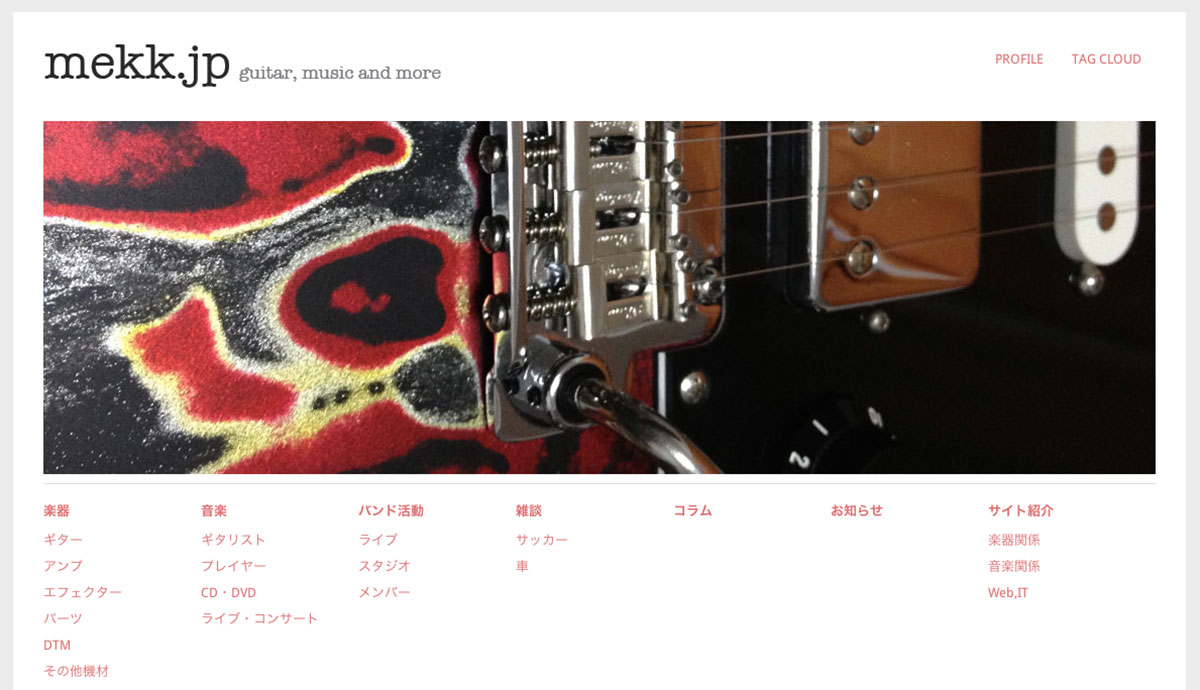 mekk.jp guitar, music and more
PROFILE TAG CLOUD
1
2
楽器
ギター
アンプ
エフェクター
パーツ
DTM
その他機材
音楽
ギタリスト
プレイヤー
CD・DVD
ライブ・コンサート
バンド活動
ライブ
スタジオ
メンバー
雑談
サッカー
車
コラム
お知らせ
サイト紹介
楽器関係
音楽関係
Web,IT